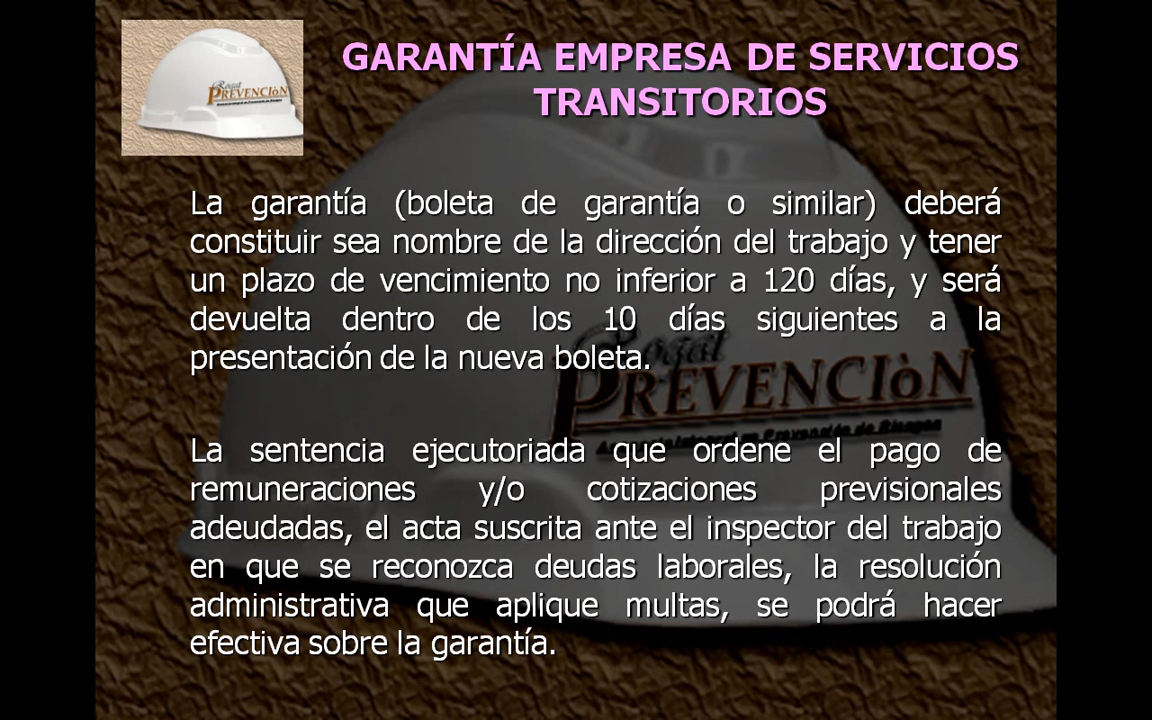 Rogal
PREVENCIÒN
GARANTÍA EMPRESA DE SERVICIOS
TRANSITORIOS
La garantía (boleta de garantía o similar) deberá
constituir sea nombre de la dirección del trabajo y tener
un plazo de vencimiento no inferior a 120 días, y será
devuelta dentro de los 10 días siguientes a la
presentación de la nueva boleta.
Rogal
PREVENCIÒN
La sentencia ejecutoriada que ordene el pago de
remuneraciones y/o cotizaciones previsionales
adeudadas, el acta suscrita ante el inspector del trabajo
en que se reconozca deudas laborales, la resolución
administrativa que aplique multas, se podrá hacer
efectiva sobre la garantía.